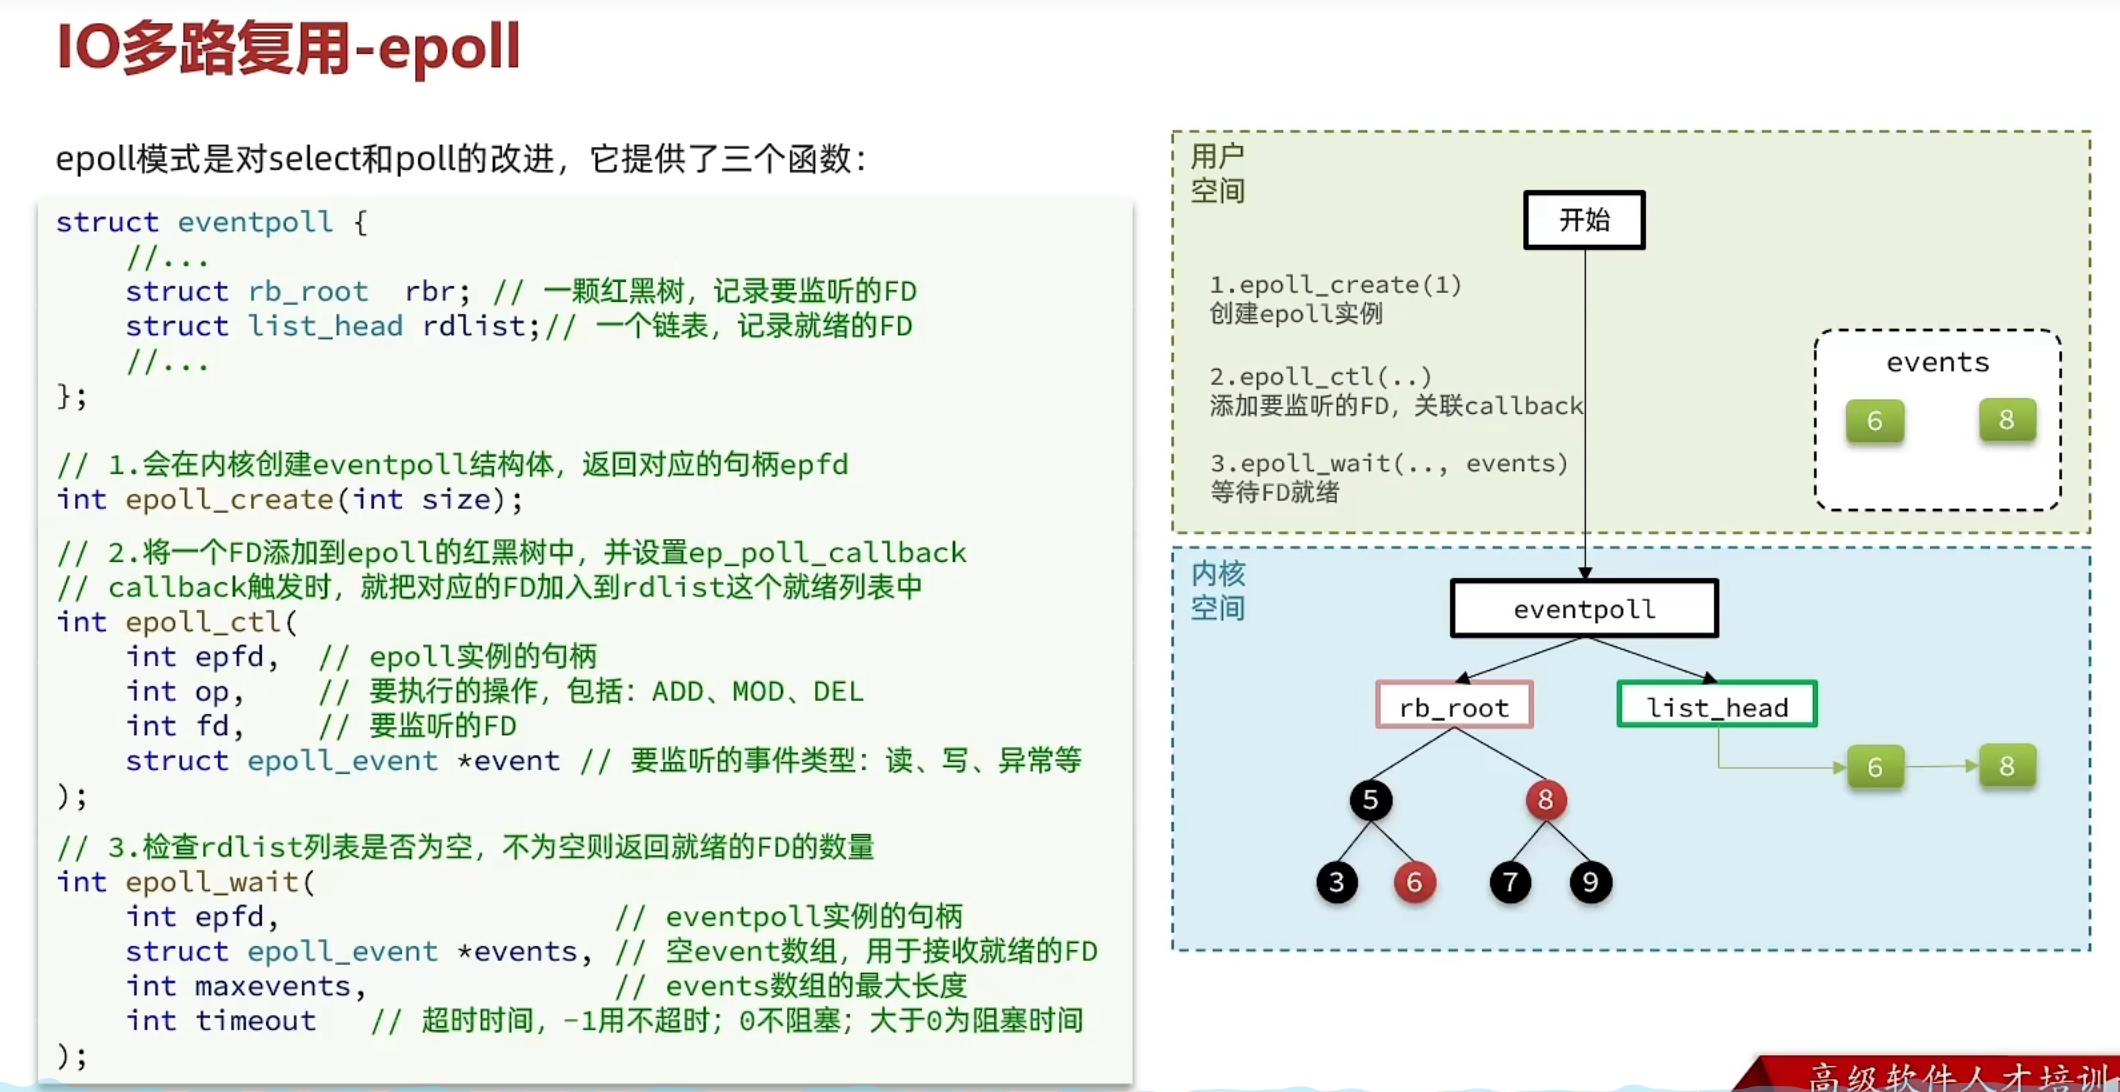 IO多路复用-epoll
epoll模式是对select和poll的改进，它提供了三个函数：
struct eventpoll {
    //...
    struct rb_root  rbr; // 一颗红黑树，记录要监听的FD
    struct list_head rdlist;// 一个链表，记录就绪的FD
    //...
};
// 1.会在内核创建eventpoll结构体，返回对应的句柄epfd
int epoll_create(int size);
// 2.将一个FD添加到epoll的红黑树中，并设置ep_poll_callback
// callback触发时，就把对应的FD加入到rdlist这个就绪列表中
int epoll_ctl(
    int epfd,  // epoll实例的句柄
    int op,    // 要执行的操作，包括：ADD、MOD、DEL
    int fd,    // 要监听的FD
    struct epoll_event *event // 要监听的事件类型：读、写、异常等
);
// 3.检查rdlist列表是否为空，不为空则返回就绪的FD的数量
int epoll_wait(
    int epfd,                   // eventpoll实例的句柄
    struct epoll_event *events, // 空event数组，用于接收就绪的FD
    int maxevents,              // events数组的最大长度
    int timeout   // 超时时间，-1用不超时；0不阻塞；大于0为阻塞时间
);
用户
空间
开始
1.epoll_create(1)
创建epoll实例
2.epoll_ctl(..)
添加要监听的FD，关联callback
3.epoll_wait(.., events)
等待FD就绪
events
6 8
内核
空间
eventpoll
rb_root
list_head
6 8
5 8
3 6 7 9
高级软件人才培训